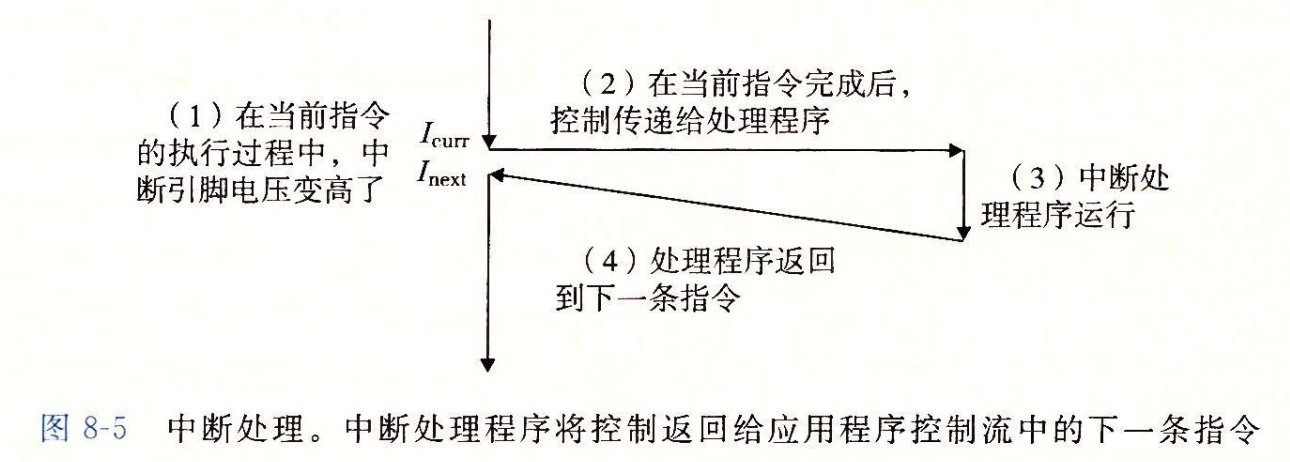 （1）在当前指令
的执行过程中，中
断引脚电压变高了
Icurr
Inext
（2）在当前指令完成后，
控制传递给处理程序
（3）中断处
理程序运行
（4）处理程序返回
到下一条指令
图 8-5 中断处理。中断处理程序将控制返回给应用程序控制流中的下一条指令